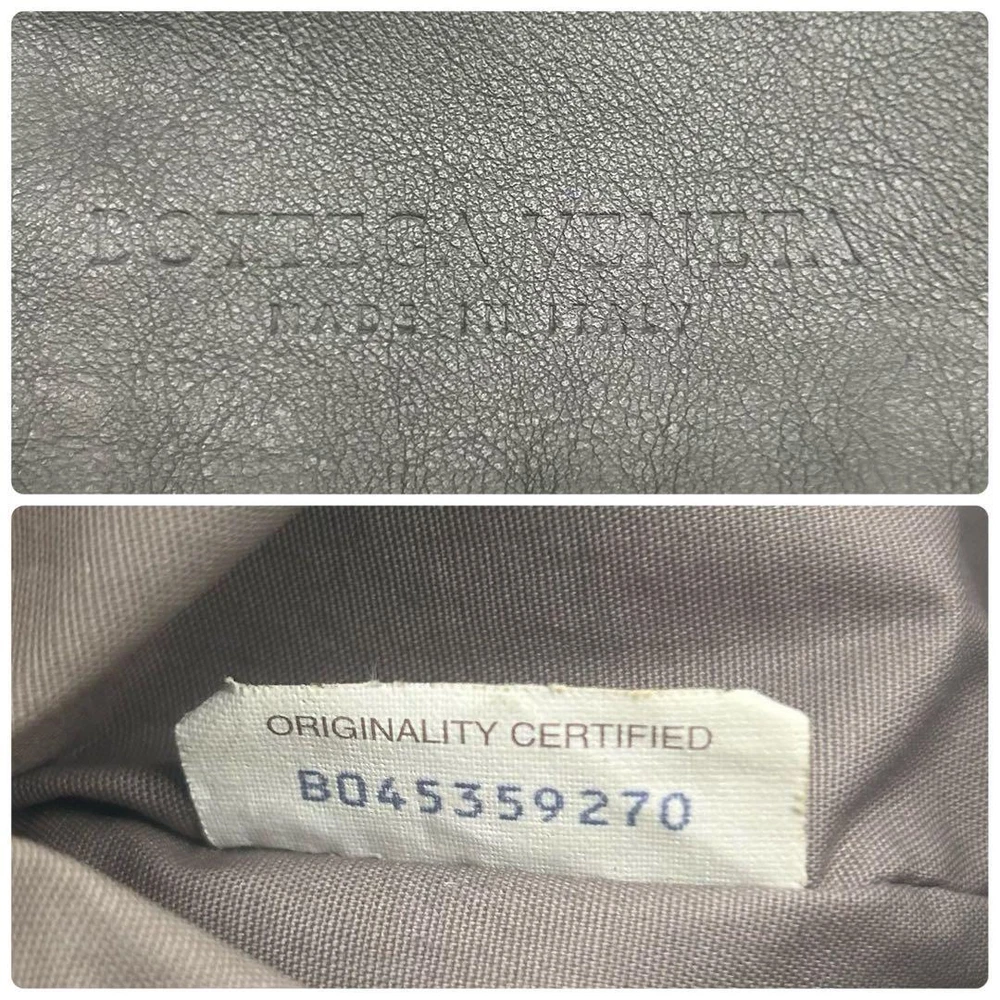 BOTTEGA VENETA
MADE IN ITALY
ORIGINALITY CERTIFIED
B045359270